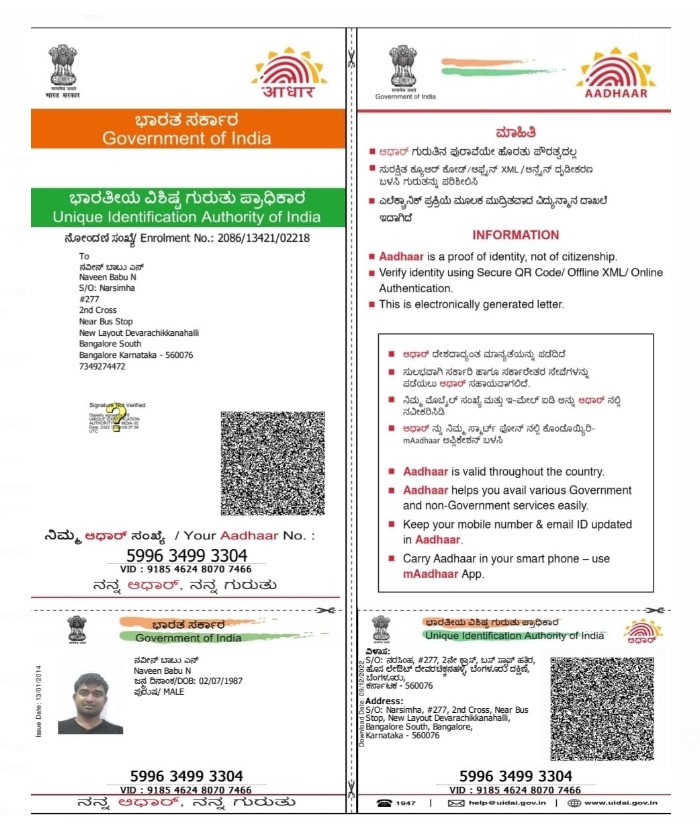 भारत सरकार
आधार
ಭಾರತ ಸರ್ಕಾರ
Government of India
ಭಾರತೀಯ ವಿಶಿಷ್ಟ ಗುರುತು ಪ್ರಾಧಿಕಾರ
Unique Identification Authority of India
ನೋಂದಣಿ ಸಂಖ್ಯೆ/ Enrolment No.: 2086/13421/02218
To
ನವೀನ್ ಬಾಬು ಎನ್
Naveen Babu N
S/O: Narsimha
#277
2nd Cross
Near Bus Stop
New Layout Devarachikkanahalli
Bangalore South
Bangalore Karnataka - 560076
7349274472
Signature Not Verified
ನಿಮ್ಮ ಆಧಾರ್ ಸಂಖ್ಯೆ / Your Aadhaar No. :
5996 3499 3304
VID : 9185 4624 8070 7466
ನನ್ನ ಆಧಾರ್, ನನ್ನ ಗುರುತು
Government of India
AADHAAR
ಮಾಹಿತಿ
ಆಧಾರ್ ಗುರುತಿನ ಪುರಾವೆಯೇ ಹೊರತು ಪೌರತ್ವದಲ್ಲ
ಸುರಕ್ಷಿತ ಕ್ಯೂಆರ್ ಕೋಡ್/ಆಫ್ಲೈನ್ XML/ಆನ್ಲೈನ್ ದೃಢೀಕರಣ
ಬಳಸಿ ಗುರುತನ್ನು ಪರಿಶೀಲಿಸಿ
ಎಲೆಕ್ಟ್ರಾನಿಕ್ ಪ್ರಕ್ರಿಯೆ ಮೂಲಕ ಮುದ್ರಿತವಾದ ವಿದ್ಯುನ್ಮಾನ ದಾಖಲೆ
ಇದಾಗಿದೆ
INFORMATION
Aadhaar is a proof of identity, not of citizenship.
Verify identity using Secure QR Code/ Offline XML/ Online
Authentication.
This is electronically generated letter.
ಆಧಾರ್ ದೇಶದಾದ್ಯಂತ ಮಾನ್ಯತೆಯನ್ನು ಪಡೆದಿದೆ
ಸುಲಭವಾಗಿ ಸರ್ಕಾರಿ ಹಾಗೂ ಸರ್ಕಾರೇತರ ಸೇವೆಗಳನ್ನು
ಪಡೆಯಲು ಆಧಾರ್ ಸಹಾಯವಾಗಲಿದೆ.
ನಿಮ್ಮ ಮೊಬೈಲ್ ಸಂಖ್ಯೆ ಮತ್ತು ಇ-ಮೇಲ್ ಐಡಿ ಅನ್ನು ಆಧಾರ್ ನಲ್ಲಿ
ನವೀಕರಿಸಿಡಿ
ಆಧಾರ್ ನ್ನು ನಿಮ್ಮ ಸ್ಮಾರ್ಟ್ ಫೋನ್ ನಲ್ಲಿ ಕೊಂಡೊಯ್ಯಿರಿ-
mAadhaar ಅಪ್ಲಿಕೇಶನ್ ಬಳಸಿ
Aadhaar is valid throughout the country.
Aadhaar helps you avail various Government
and non-Government services easily.
Keep your mobile number & email ID updated
in Aadhaar.
Carry Aadhaar in your smart phone – use
mAadhaar App.
ಭಾರತ ಸರ್ಕಾರ
Government of India
Issue Date: 13/01/2014
ನವೀನ್ ಬಾಬು ಎನ್
Naveen Babu N
ಜನ್ಮ ದಿನಾಂಕ/DOB: 02/07/1987
ಪುರುಷ/ MALE
5996 3499 3304
VID : 9185 4624 8070 7466
ನನ್ನ ಆಧಾರ್, ನನ್ನ ಗುರುತು
ಭಾರತೀಯ ವಿಶಿಷ್ಟ ಗುರುತು ಪ್ರಾಧಿಕಾರ
Unique Identification Authority of India
ಆಧಾರ್
Download Date: 09/12/2022
ವಿಳಾಸ:
S/O: ನರಸಿಂಹ, #277, 2ನೇ ಕ್ರಾಸ್, ಬಸ್ ಸ್ಟಾಪ್ ಹತಿರ,
ಹೊಸ ಲೇಔಟ್ ದೇವರಚಿಕ್ಕನಹಳ್ಳಿ, ಬೆಂಗಳೂರು ದಕ್ಷಿಣ,
ಬೆಂಗಳೂರು,
ಕರ್ನಾಟಕ - 560076
Address:
S/O: Narsimha, #277, 2nd Cross, Near Bus
Stop, New Layout Devarachikkanahalli,
Bangalore South, Bangalore,
Karnataka - 560076
5996 3499 3304
VID : 9185 4624 8070 7466
1947 | help@uidai.gov.in | www.uidai.gov.in